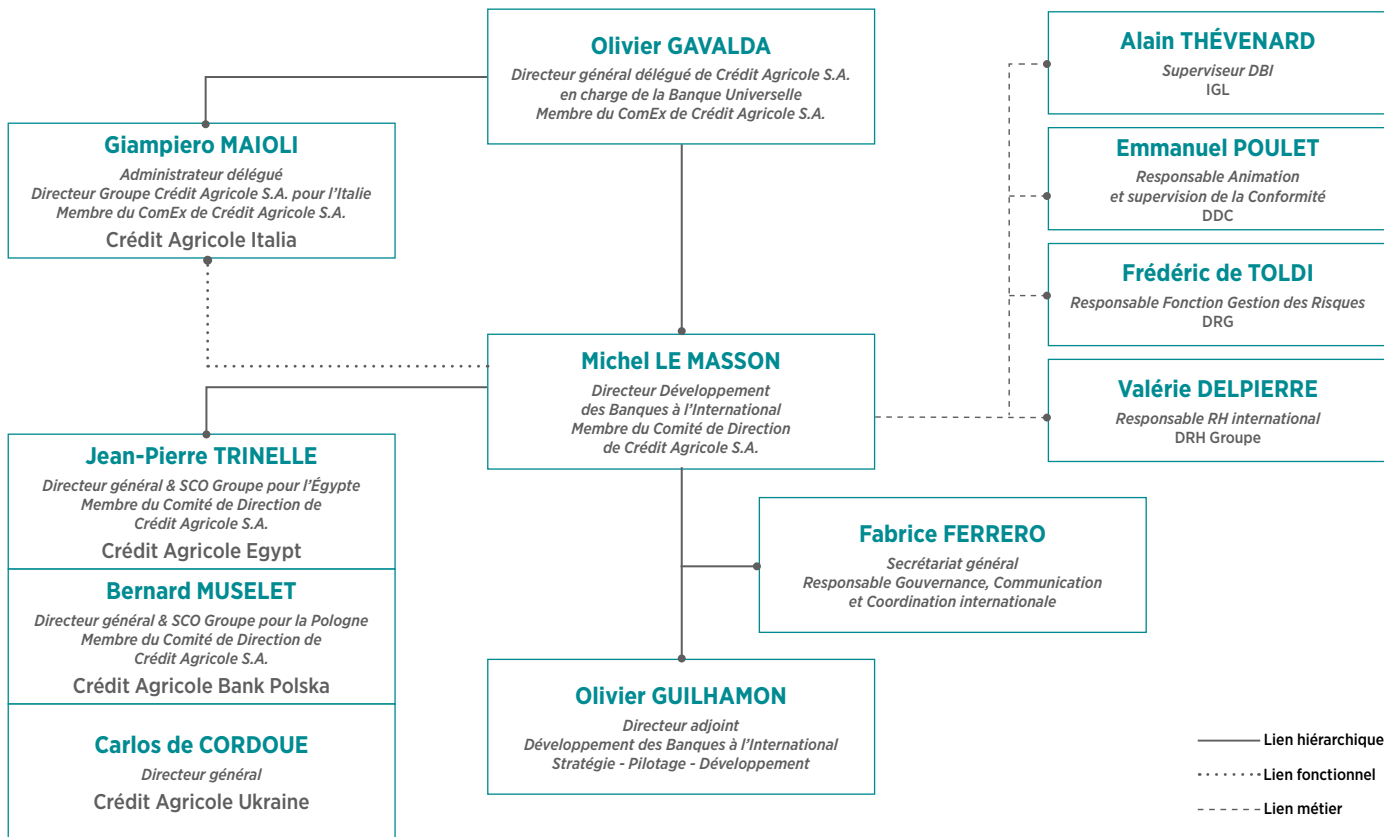 Olivier GAVALDA
Directeur général délégué de Crédit Agricole S.A.
en charge de la Banque Universelle
Membre du ComEx de Crédit Agricole S.A.
Alain THÉVENARD
Superviseur DBI
IGL
Giampiero MAIOLI
Administrateur délégué
Directeur Groupe Crédit Agricole S.A. pour l’Italie
Membre du ComEx de Crédit Agricole S.A.
Crédit Agricole Italia
Emmanuel POULET
Responsable Animation
et supervision de la Conformité
DDC
Frédéric de TOLDI
Responsable Fonction Gestion des Risques
DRG
Michel LE MASSON
Directeur Développement
des Banques à l’International
Membre du Comité de Direction
de Crédit Agricole S.A.
Valérie DELPIERRE
Responsable RH international
DRH Groupe
Jean-Pierre TRINELLE
Directeur général & SCO Groupe pour l’Égypte
Membre du Comité de Direction de
Crédit Agricole S.A.
Crédit Agricole Egypt
Bernard MUSELET
Directeur général & SCO Groupe pour la Pologne
Membre du Comité de Direction de
Crédit Agricole S.A.
Crédit Agricole Bank Polska
Carlos de CORDOUE
Directeur général
Crédit Agricole Ukraine
Fabrice FERRERO
Secrétariat général
Responsable Gouvernance, Communication
et Coordination internationale
Olivier GUILHAMON
Directeur adjoint
Développement des Banques à l’International
Stratégie - Pilotage - Développement
Lien hiérarchique
Lien fonctionnel
Lien métier